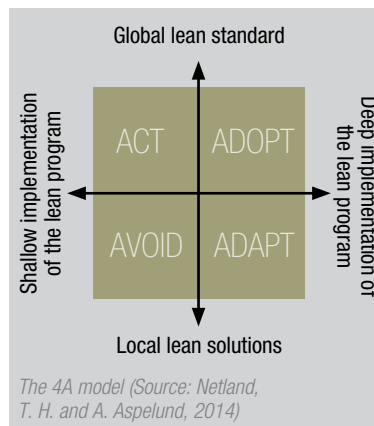 Global lean standard
Shallow implementation
of the lean program
ACT
ADOPT
AVOID
ADAPT
Deep implementation of
the lean program
Local lean solutions
The 4A model (Source: Netland,
T. H. and A. Aspelund, 2014)